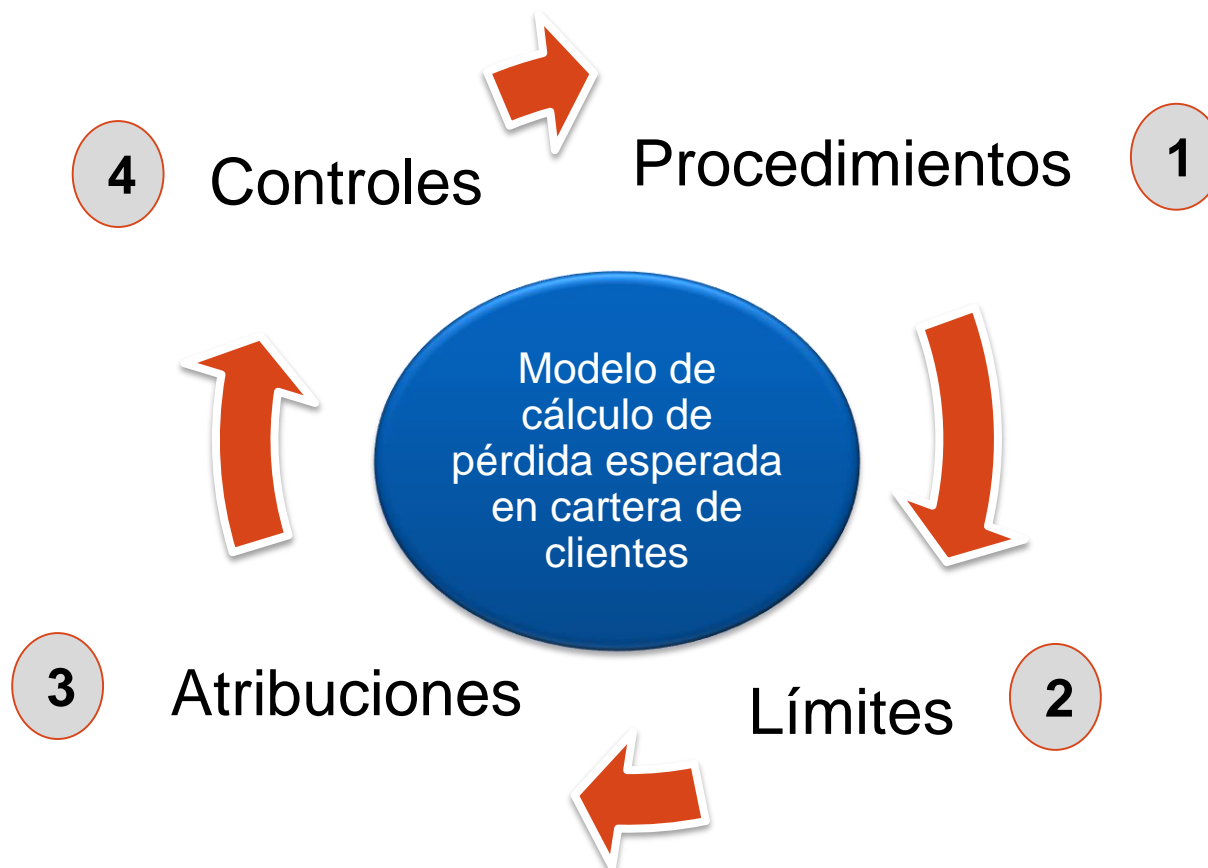 Procedimientos
1
4
Controles
Modelo de
cálculo de
pérdida esperada
en cartera de
clientes
3
Atribuciones
Límites
2